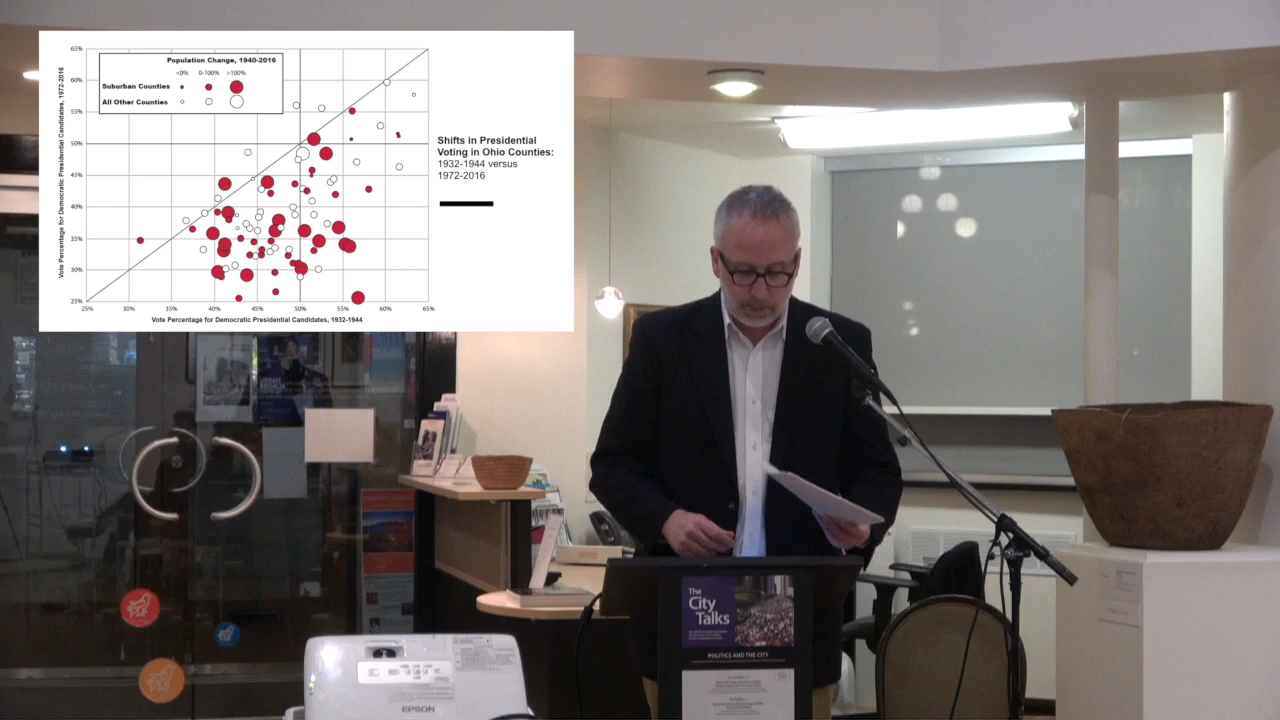 Population Change, 1940-2016
<0% 0-100% >100%
Suburban Counties
All Other Counties
Vote Percentage for Democratic Presidential Candidates, 1972-2016
65%
60%
55%
50%
45%
40%
35%
30%
25%
25% 30% 35% 40% 45% 50% 55% 60% 65%
Vote Percentage for Democratic Presidential Candidates, 1932-1944
Shifts in Presidential
Voting in Ohio Counties:
1932-1944 versus
1972-2016
The
City
Talks
POLITICS AND THE CITY
EPSON